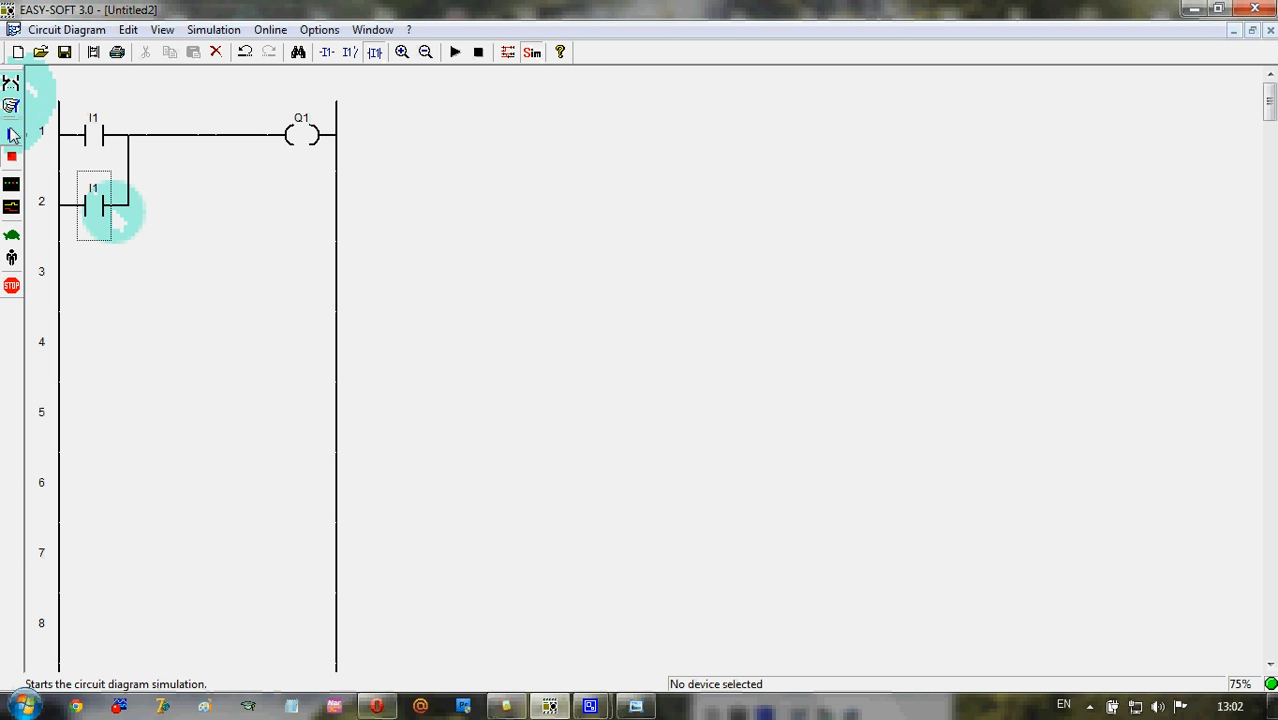 EASY-SOFT 3.0 - [Untitled2]
Circuit Diagram Edit View Simulation Online Options Window ?
Sim
I1 Q1
1
I1
2
3
4
5
6
7
8
STOP
Starts the circuit diagram simulation. No device selected 75%
EN 13:02